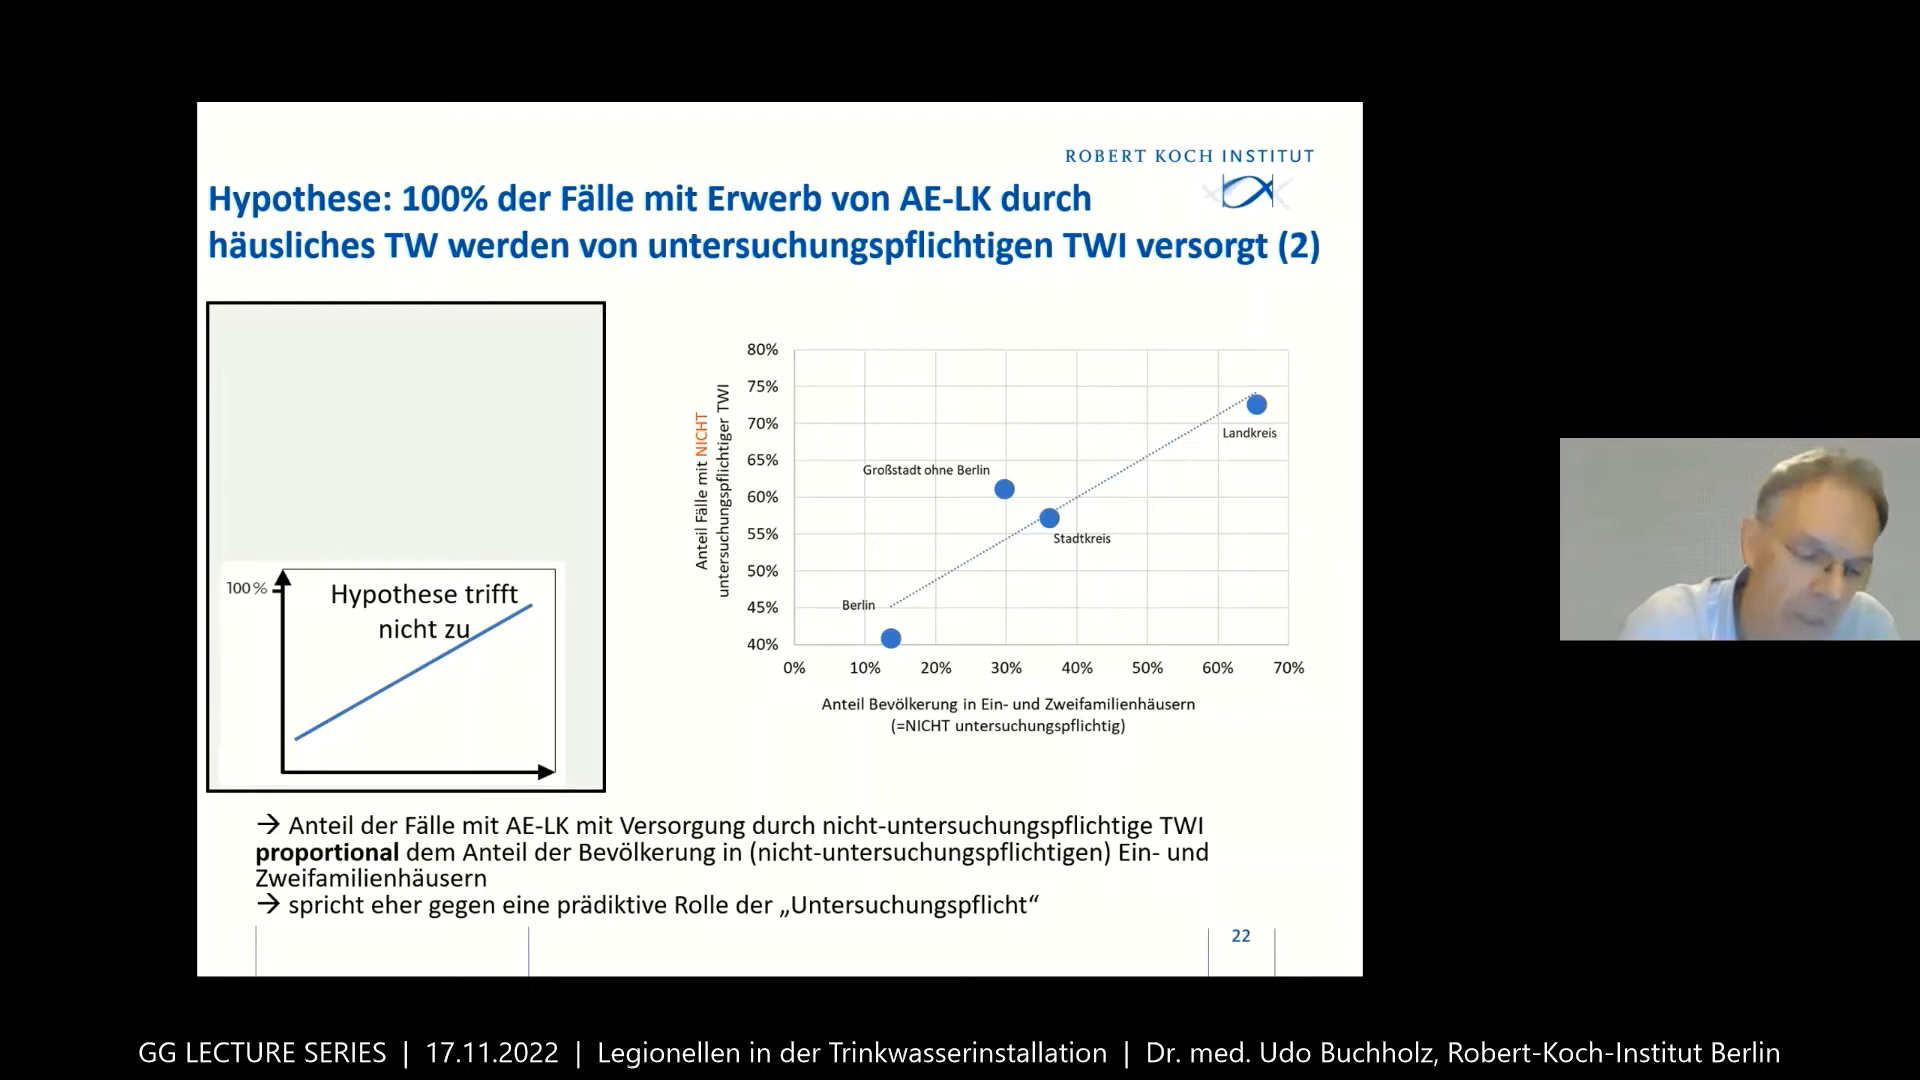 ROBERT KOCH INSTITUT
Hypothese: 100% der Fälle mit Erwerb von AE-LK durch
häusliches TW werden von untersuchungspflichtigen TWI versorgt (2)
100%
Hypothese trifft
nicht zu
Anteil Fälle mit NICHT
untersuchungspflichtiger TWI
80%
75%
70%
65%
60%
55%
50%
45%
40%
Landkreis
Großstadt ohne Berlin
Stadtkreis
Berlin
0% 10% 20% 30% 40% 50% 60% 70%
Anteil Bevölkerung in Ein- und Zweifamilienhäusern
(=NICHT untersuchungspflichtig)
→ Anteil der Fälle mit AE-LK mit Versorgung durch nicht-untersuchungspflichtige TWI
proportional dem Anteil der Bevölkerung in (nicht-untersuchungspflichtigen) Ein- und
Zweifamilienhäusern
→ spricht eher gegen eine prädiktive Rolle der „Untersuchungspflicht“
22
GG LECTURE SERIES | 17.11.2022 | Legionellen in der Trinkwasserinstallation | Dr. med. Udo Buchholz, Robert-Koch-Institut Berlin